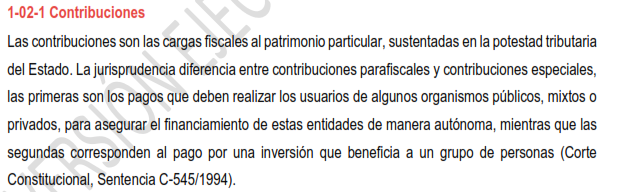 1-02-1 Contribuciones
Las contribuciones son las cargas fiscales al patrimonio particular, sustentadas en la potestad tributaria
del Estado. La jurisprudencia diferencia entre contribuciones parafiscales y contribuciones especiales,
las primeras son los pagos que deben realizar los usuarios de algunos organismos públicos, mixtos o
privados, para asegurar el financiamiento de estas entidades de manera autónoma, mientras que las
segundas corresponden al pago por una inversión que beneficia a un grupo de personas (Corte
Constitucional, Sentencia C-545/1994).
VERSIÓN EJEC